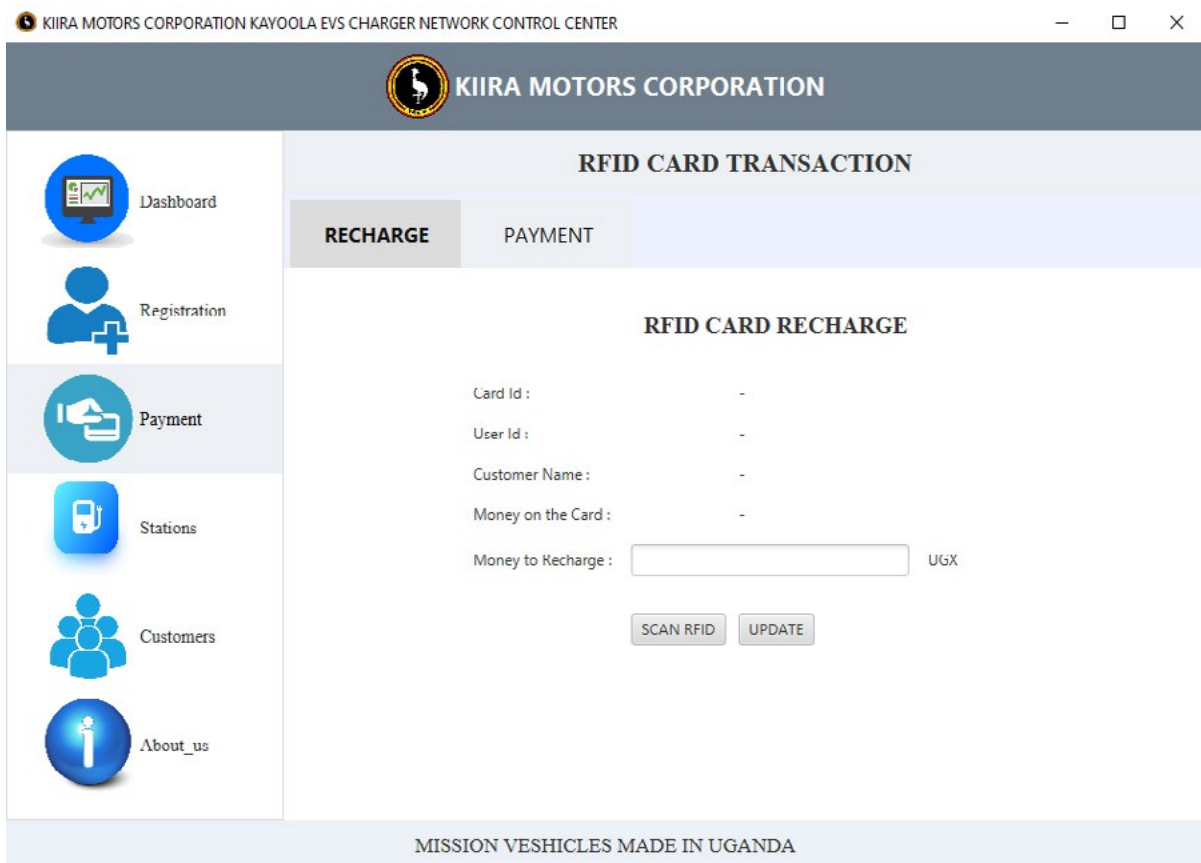 KIIRA MOTORS CORPORATION KAYOOLA EVS CHARGER NETWORK CONTROL CENTER
KIIRA MOTORS CORPORATION
RFID CARD TRANSACTION
Dashboard
Registration
Payment
Stations
Customers
About_us
RECHARGE PAYMENT
RFID CARD RECHARGE
Card Id : -
User Id : -
Customer Name : -
Money on the Card : -
Money to Recharge : UGX
SCAN RFID UPDATE
MISSION VESHICLES MADE IN UGANDA